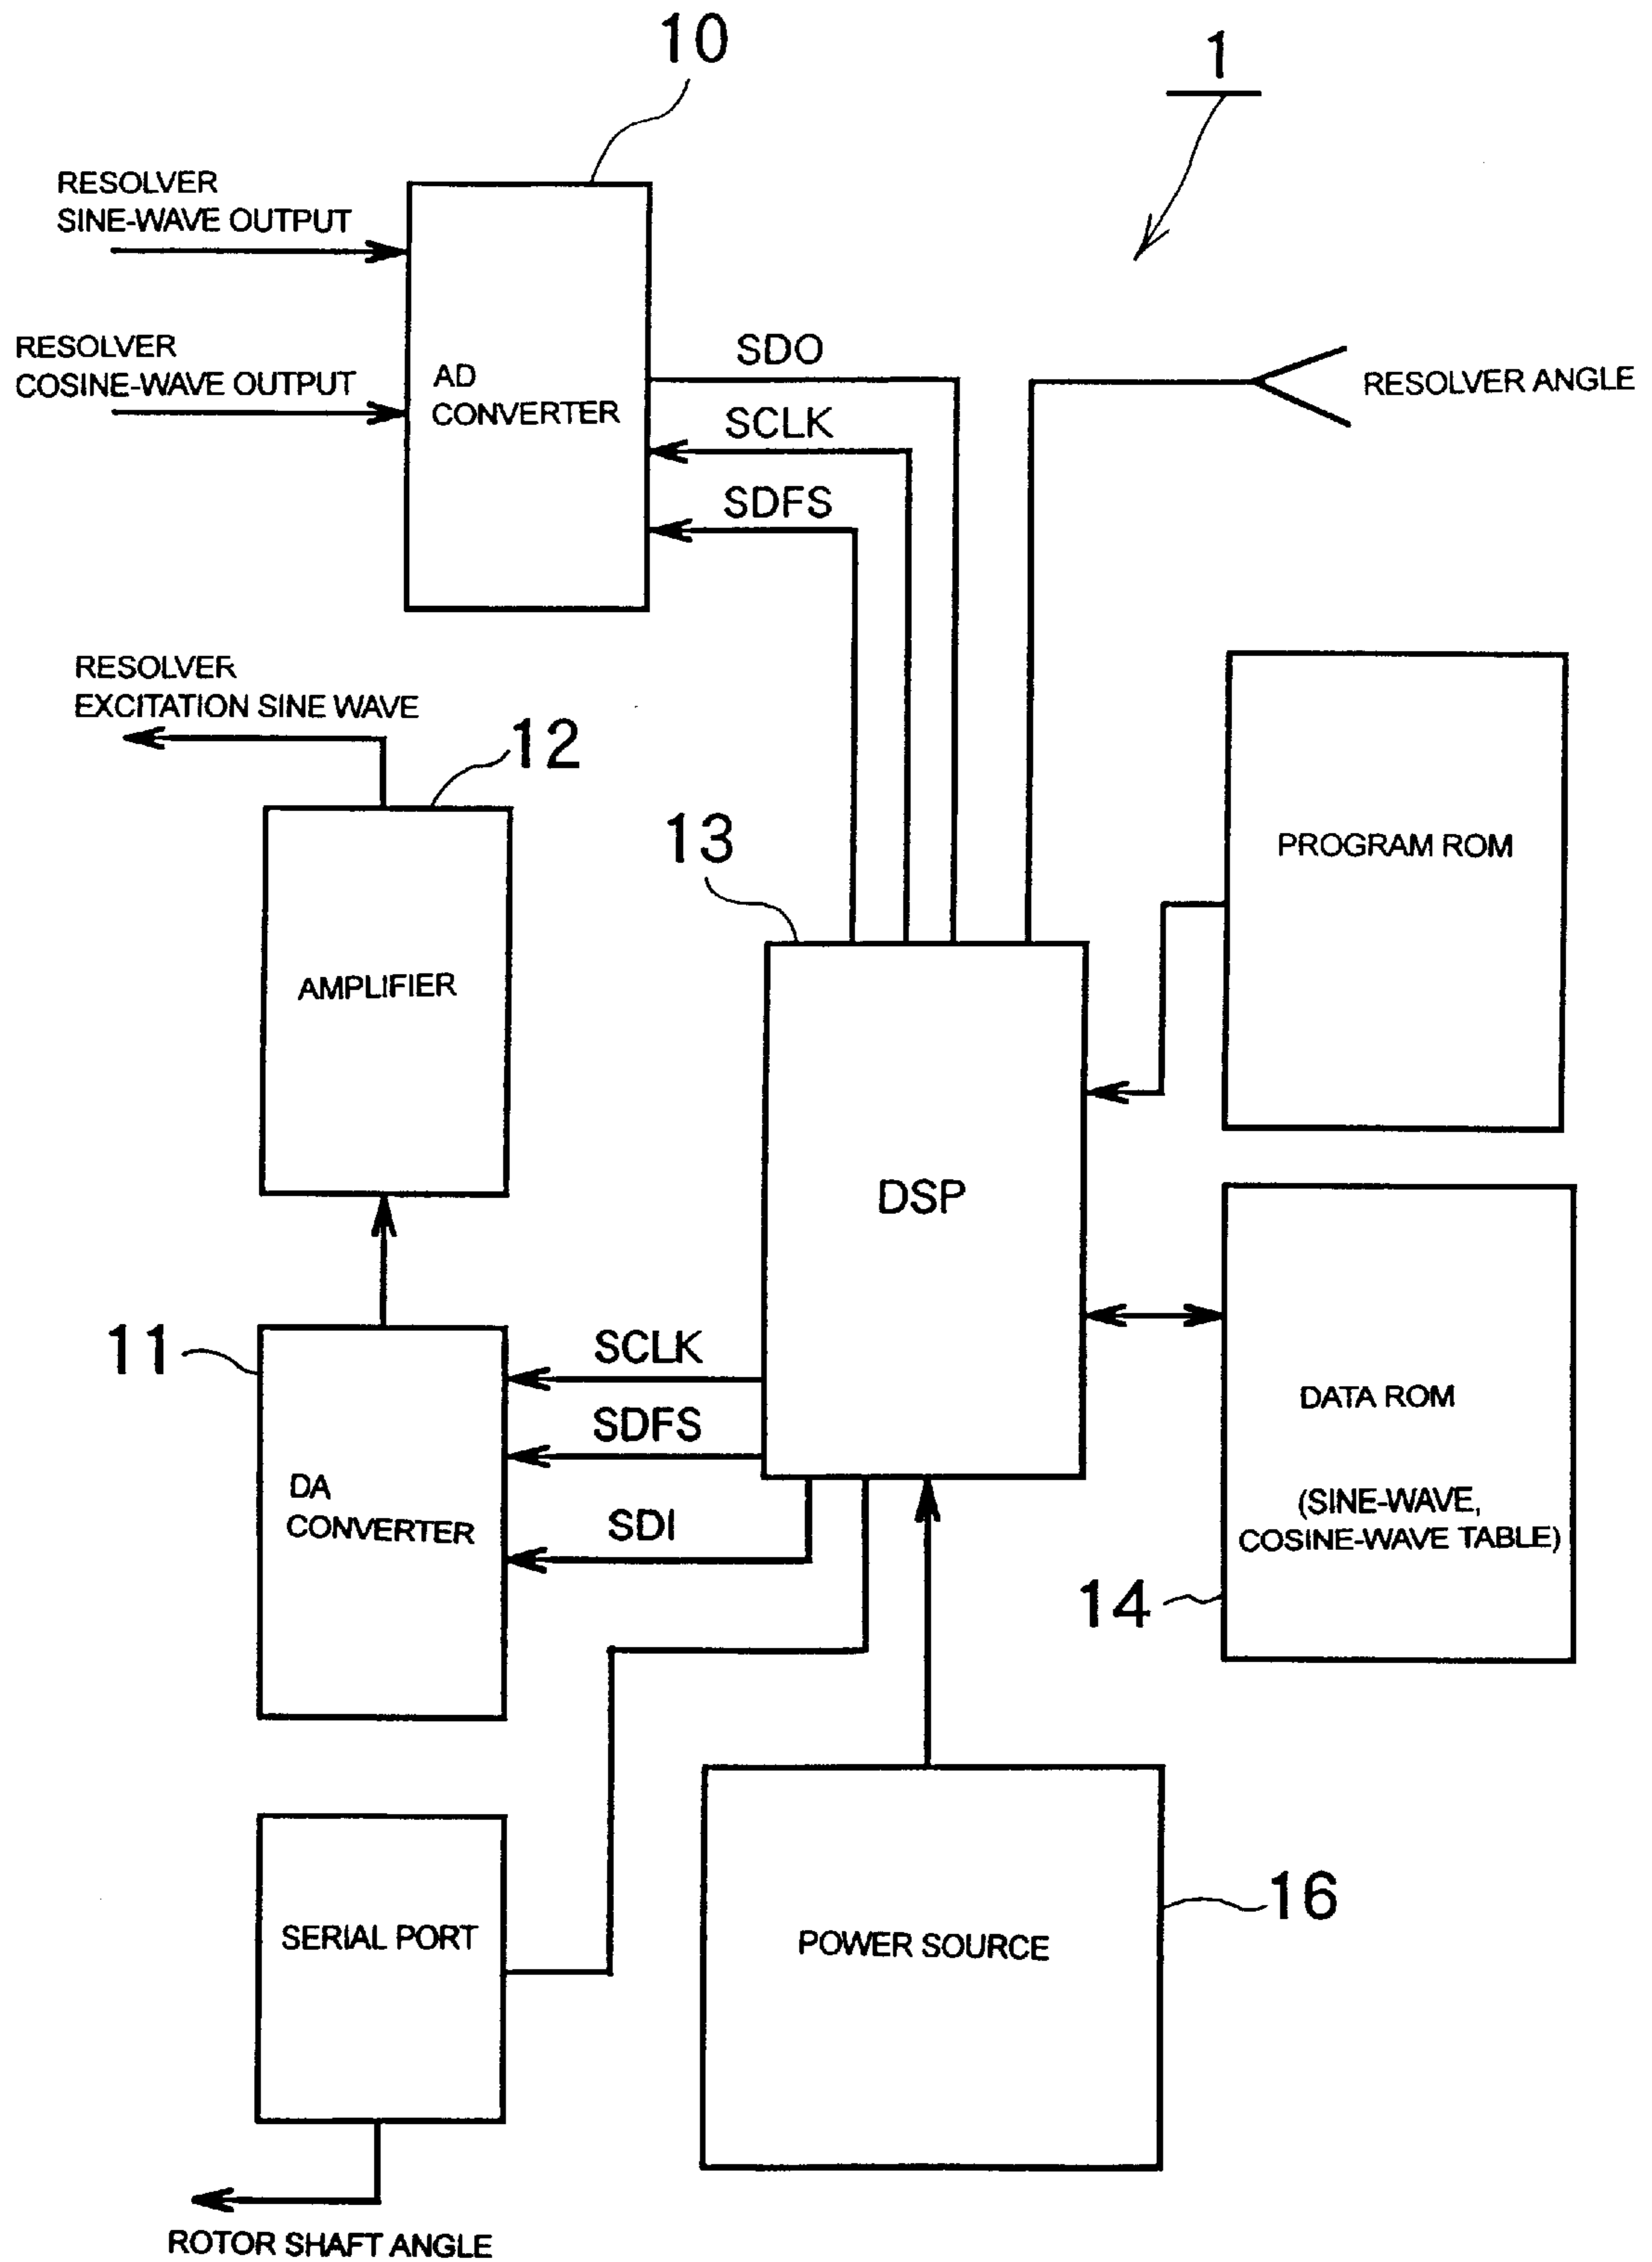 10
1
RESOLVER
SINE-WAVE OUTPUT
RESOLVER
COSINE-WAVE OUTPUT
AD
CONVERTER
SDO
SCLK
SDFS
RESOLVER ANGLE
RESOLVER
EXCITATION SINE WAVE
12
13
PROGRAM ROM
AMPLIFIER
DSP
11
SCLK
SDFS
SDI
DA
CONVERTER
DATA ROM
(SINE-WAVE,
COSINE-WAVE TABLE)
14
16
SERIAL PORT
POWER SOURCE
ROTOR SHAFT ANGLE